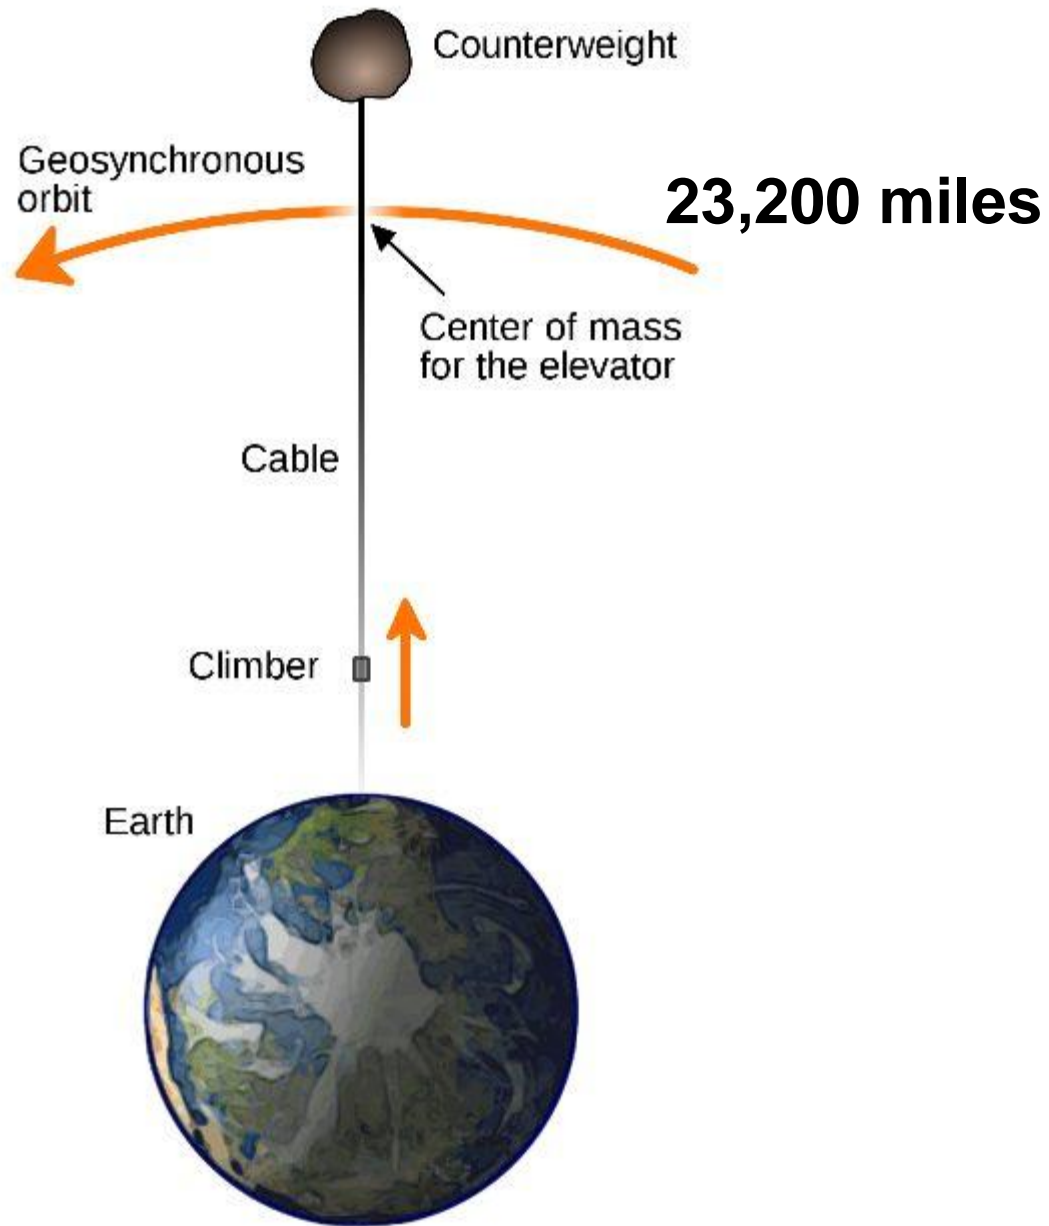 Counterweight
Geosynchronous
orbit
23,200 miles
Center of mass
for the elevator
Cable
Climber
Earth